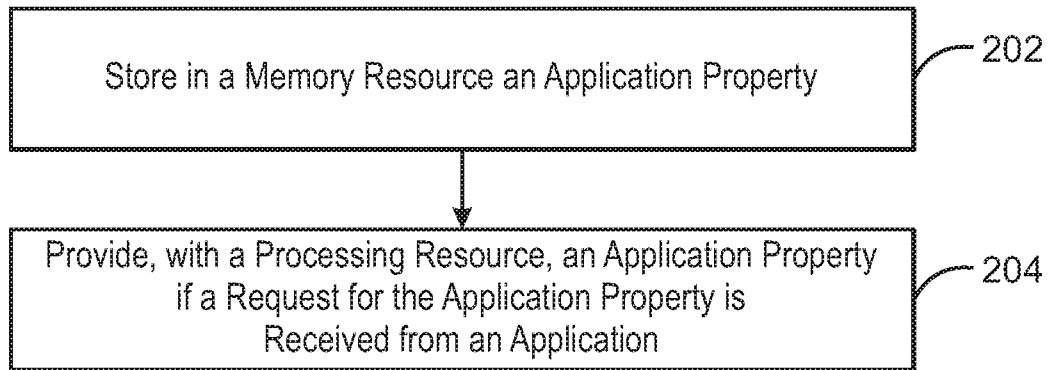 Store in a Memory Resource an Application Property
202
Provide, with a Processing Resource, an Application Property
if a Request for the Application Property is
Received from an Application
204